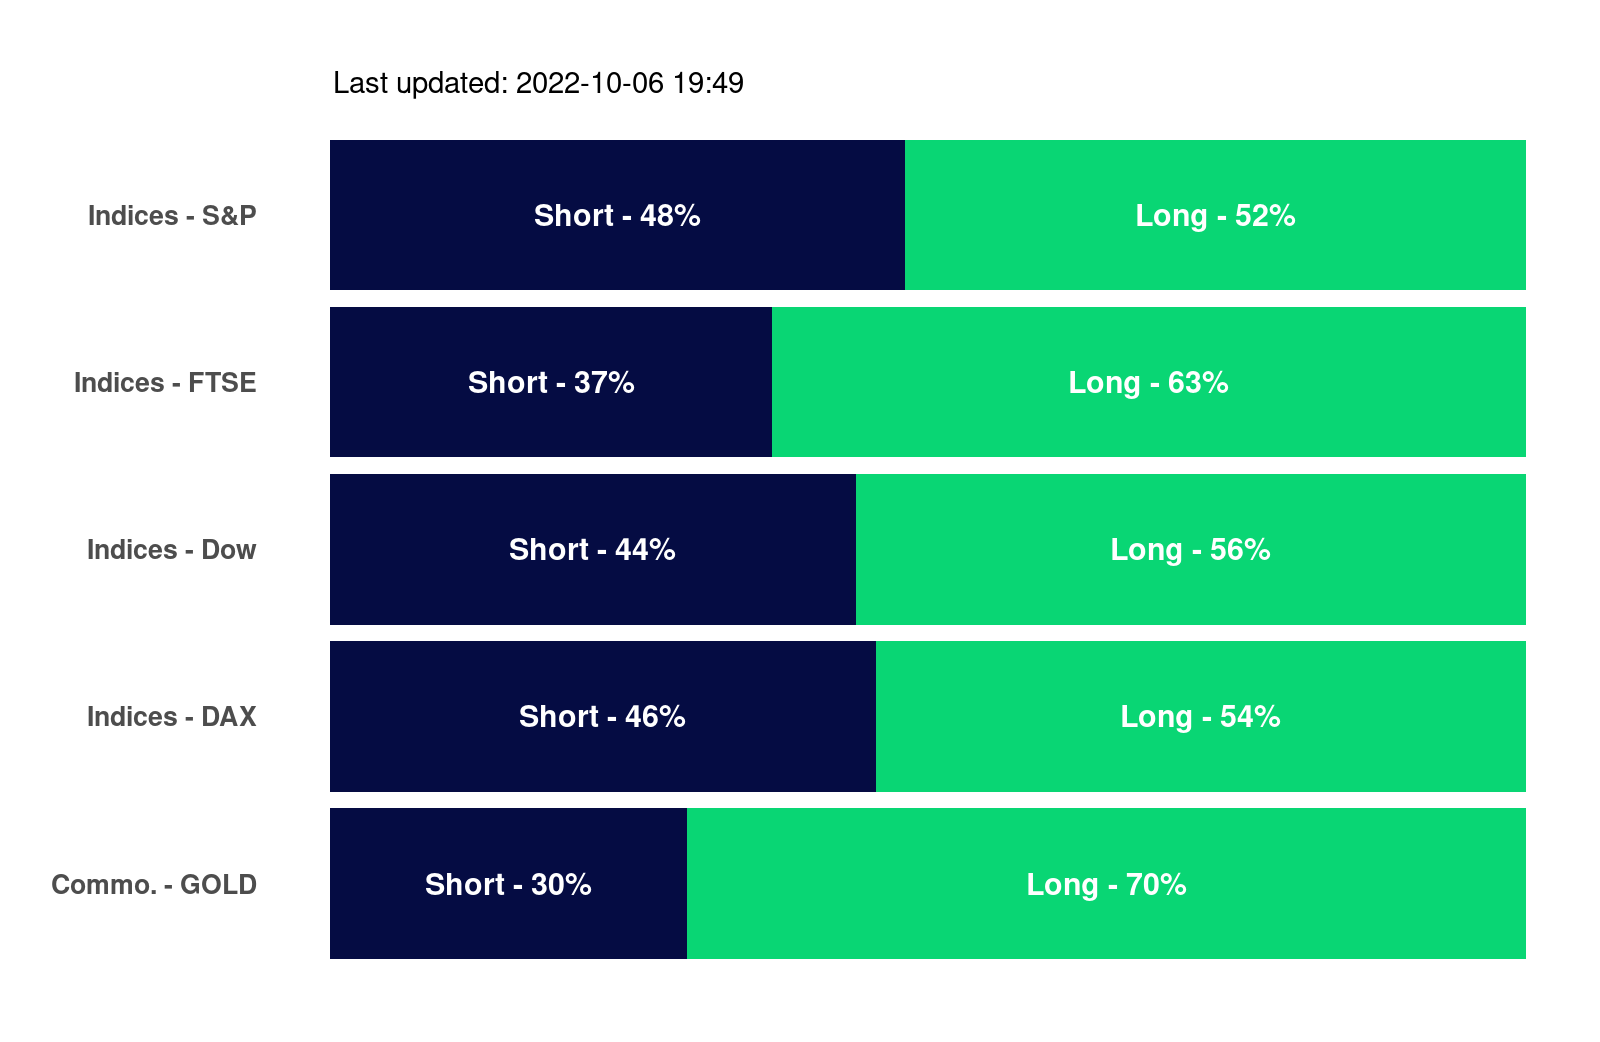 Last updated: 2022-10-06 19:49
Indices - S&P Short - 48% Long - 52%
Indices - FTSE Short - 37% Long - 63%
Indices - Dow Short - 44% Long - 56%
Indices - DAX Short - 46% Long - 54%
Commo. - GOLD Short - 30% Long - 70%